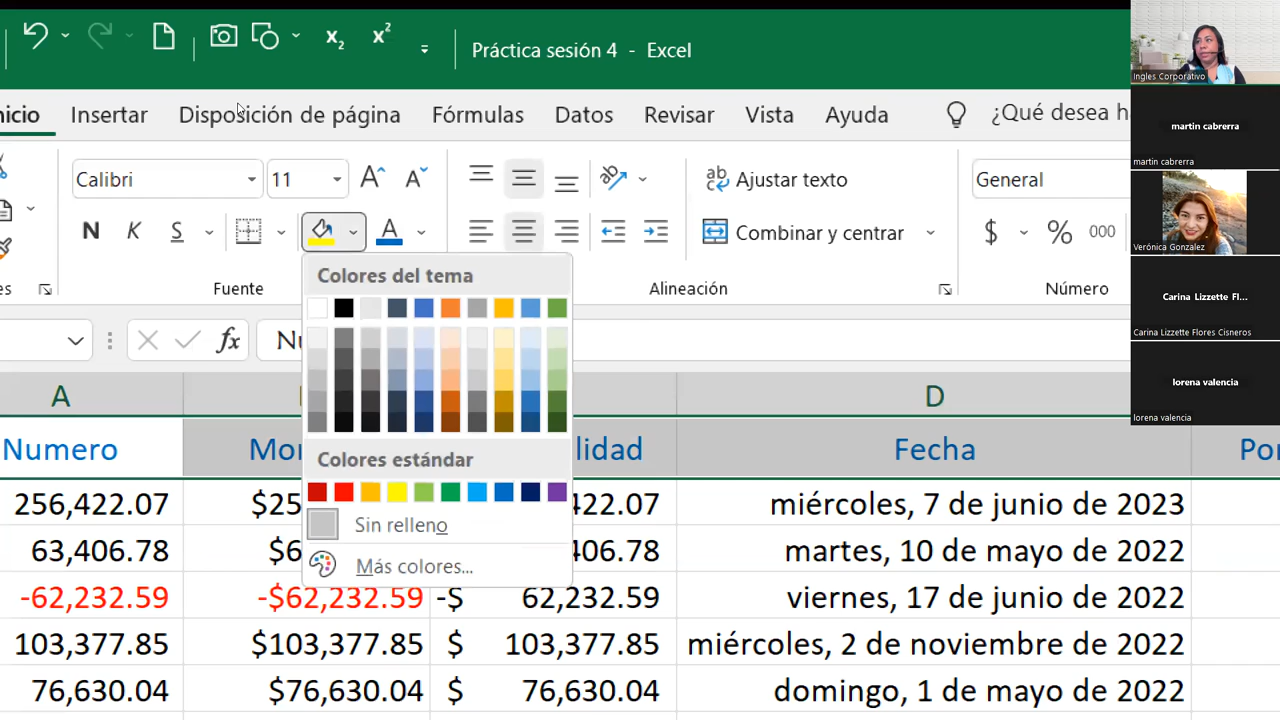 x₂ x² Práctica sesión 4 - Excel
nicio Insertar Disposición de página Fórmulas Datos Revisar Vista Ayuda ¿Qué desea ha
Calibri 11 A A ab Ajustar texto General
N K S A Combinar y centrar $ % 000
es Fuente Alineación Número
Colores del tema
fx Nu
A D
Numero Mo lidad Fecha Por
Colores estándar
256,422.07 $25 422.07 miércoles, 7 de junio de 2023
Sin relleno
63,406.78 $6 406.78 martes, 10 de mayo de 2022
Más colores...
-62,232.59 -$62,232.59 -$ 62,232.59 viernes, 17 de junio de 2022
103,377.85 $103,377.85 $ 103,377.85 miércoles, 2 de noviembre de 2022
76,630.04 $76,630.04 $ 76,630.04 domingo, 1 de mayo de 2022
Ingles Corporativo
martin cabrerra
martin cabrerra
Verónica González
Carina Lizzette Fl...
Carina Lizzette Flores Cisneros
lorena valencia
lorena valencia